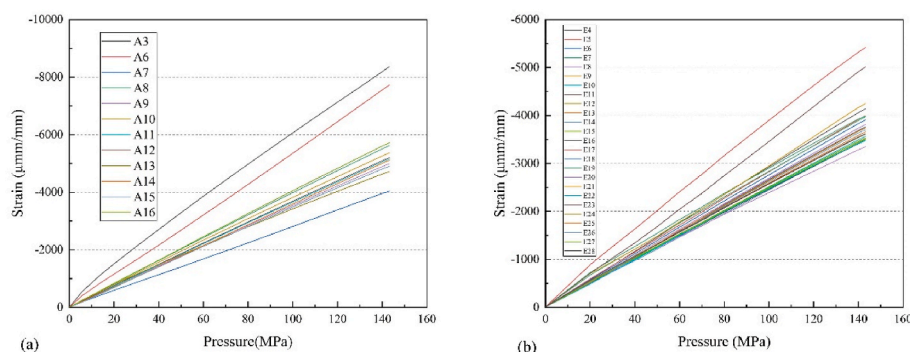 -10000
-8000
-6000
-4000
-2000
0
Strain (μmm/mm)
A3
A6
A7
A8
A9
A10
A11
A12
A13
A14
A15
A16
0 20 40 60 80 100 120 140 160
Pressure(MPa)
(a)
-6000
-5000
-4000
-3000
-2000
-1000
0
Strain (μmm/mm)
E4
E5
E6
E7
E8
E9
E10
E11
E12
E13
E14
E15
E16
E17
E18
E19
E20
E21
E22
E23
E24
E25
E26
E27
E28
0 20 40 60 80 100 120 140 160
Pressure (MPa)
(b)